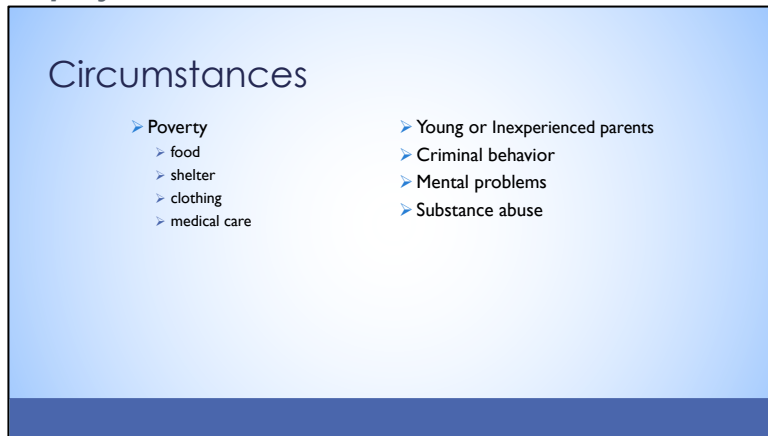 Circumstances
➢ Poverty
➢ food
➢ shelter
➢ clothing
➢ medical care
➢ Young or Inexperienced parents
➢ Criminal behavior
➢ Mental problems
➢ Substance abuse